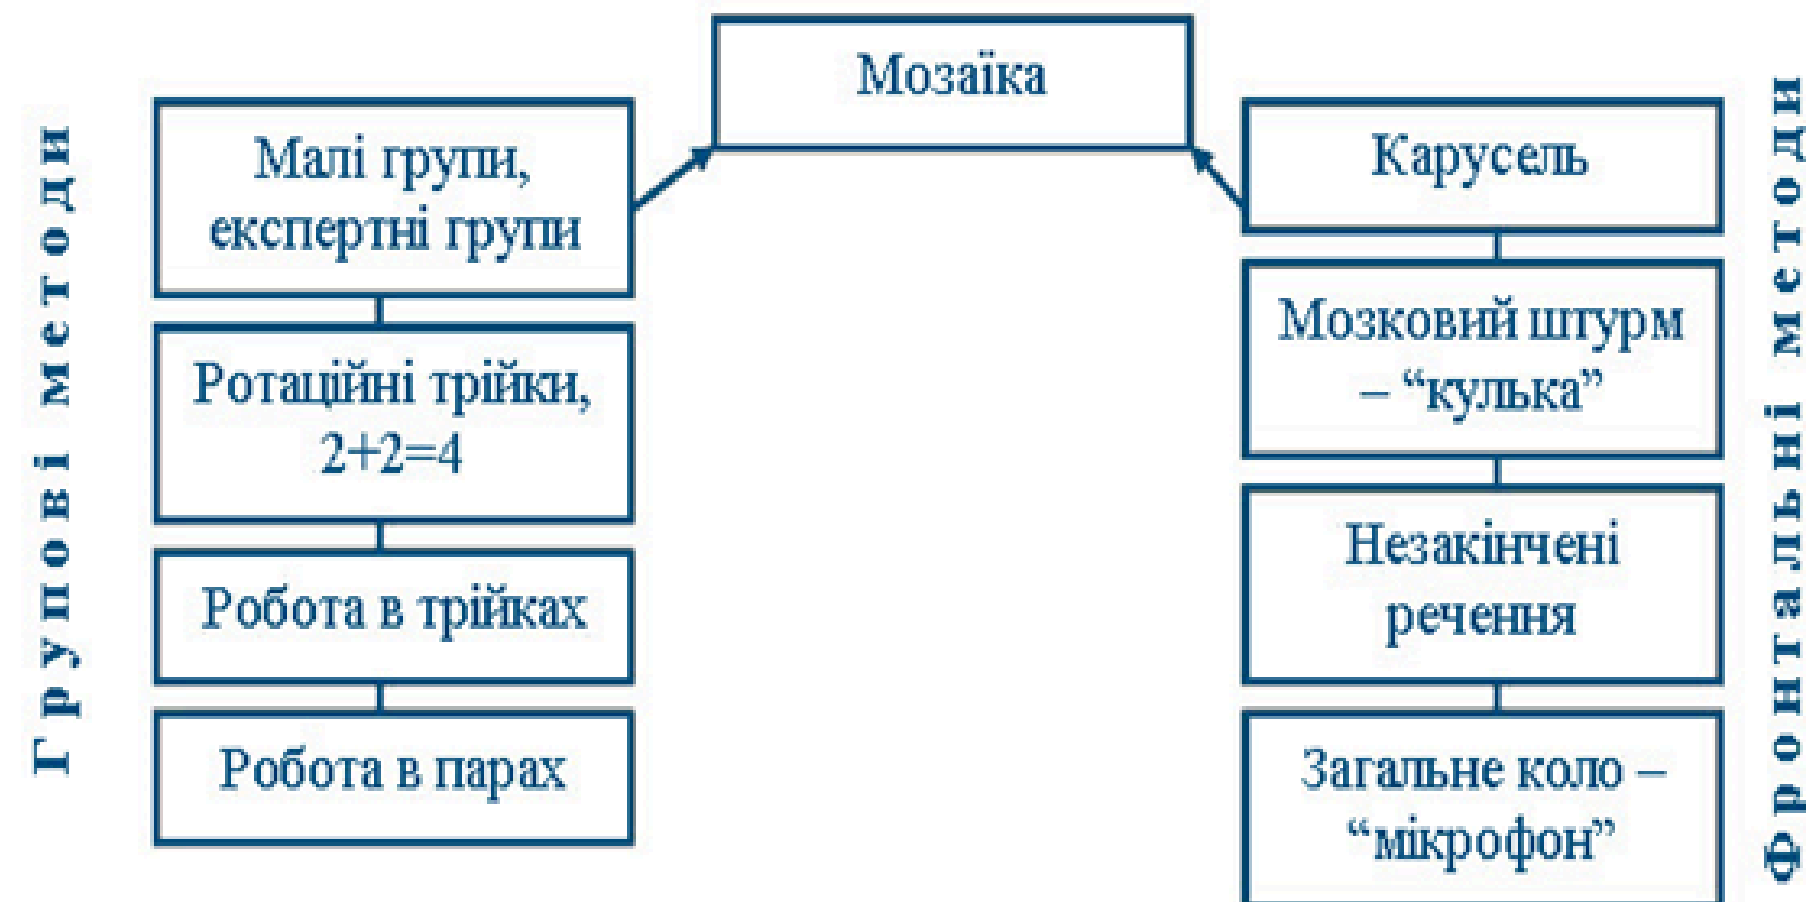 Мозаїка
Групові методи
Малі групи,
експертні групи
Ротаційні трійки,
2+2=4
Робота в трійках
Робота в парах
Карусель
Мозковий штурм
– “кулька”
Незакінчені
речення
Загальне коло –
“мікрофон”
Фронтальні методи